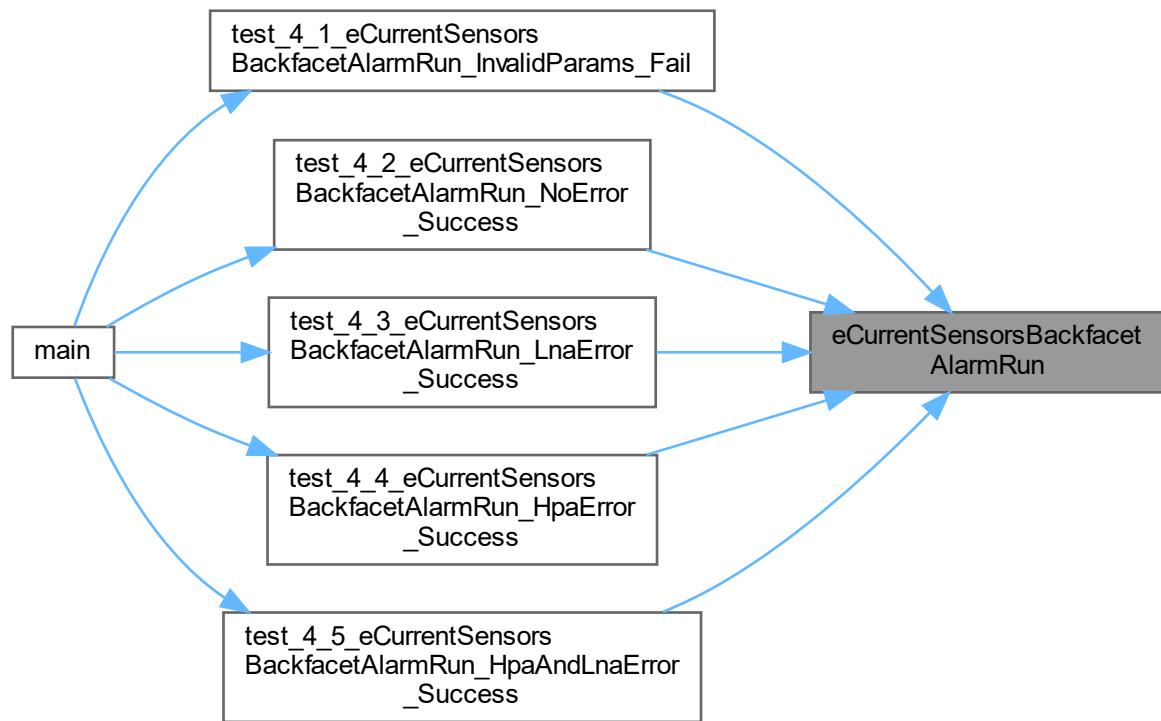 test_4_1_eCurrentSensors
BackfacetAlarmRun_InvalidParams_Fail
test_4_2_eCurrentSensors
BackfacetAlarmRun_NoError
_Success
main
test_4_3_eCurrentSensors
BackfacetAlarmRun_LnaError
_Success
eCurrentSensorsBackfacet
AlarmRun
test_4_4_eCurrentSensors
BackfacetAlarmRun_HpaError
_Success
test_4_5_eCurrentSensors
BackfacetAlarmRun_HpaAndLnaError
_Success